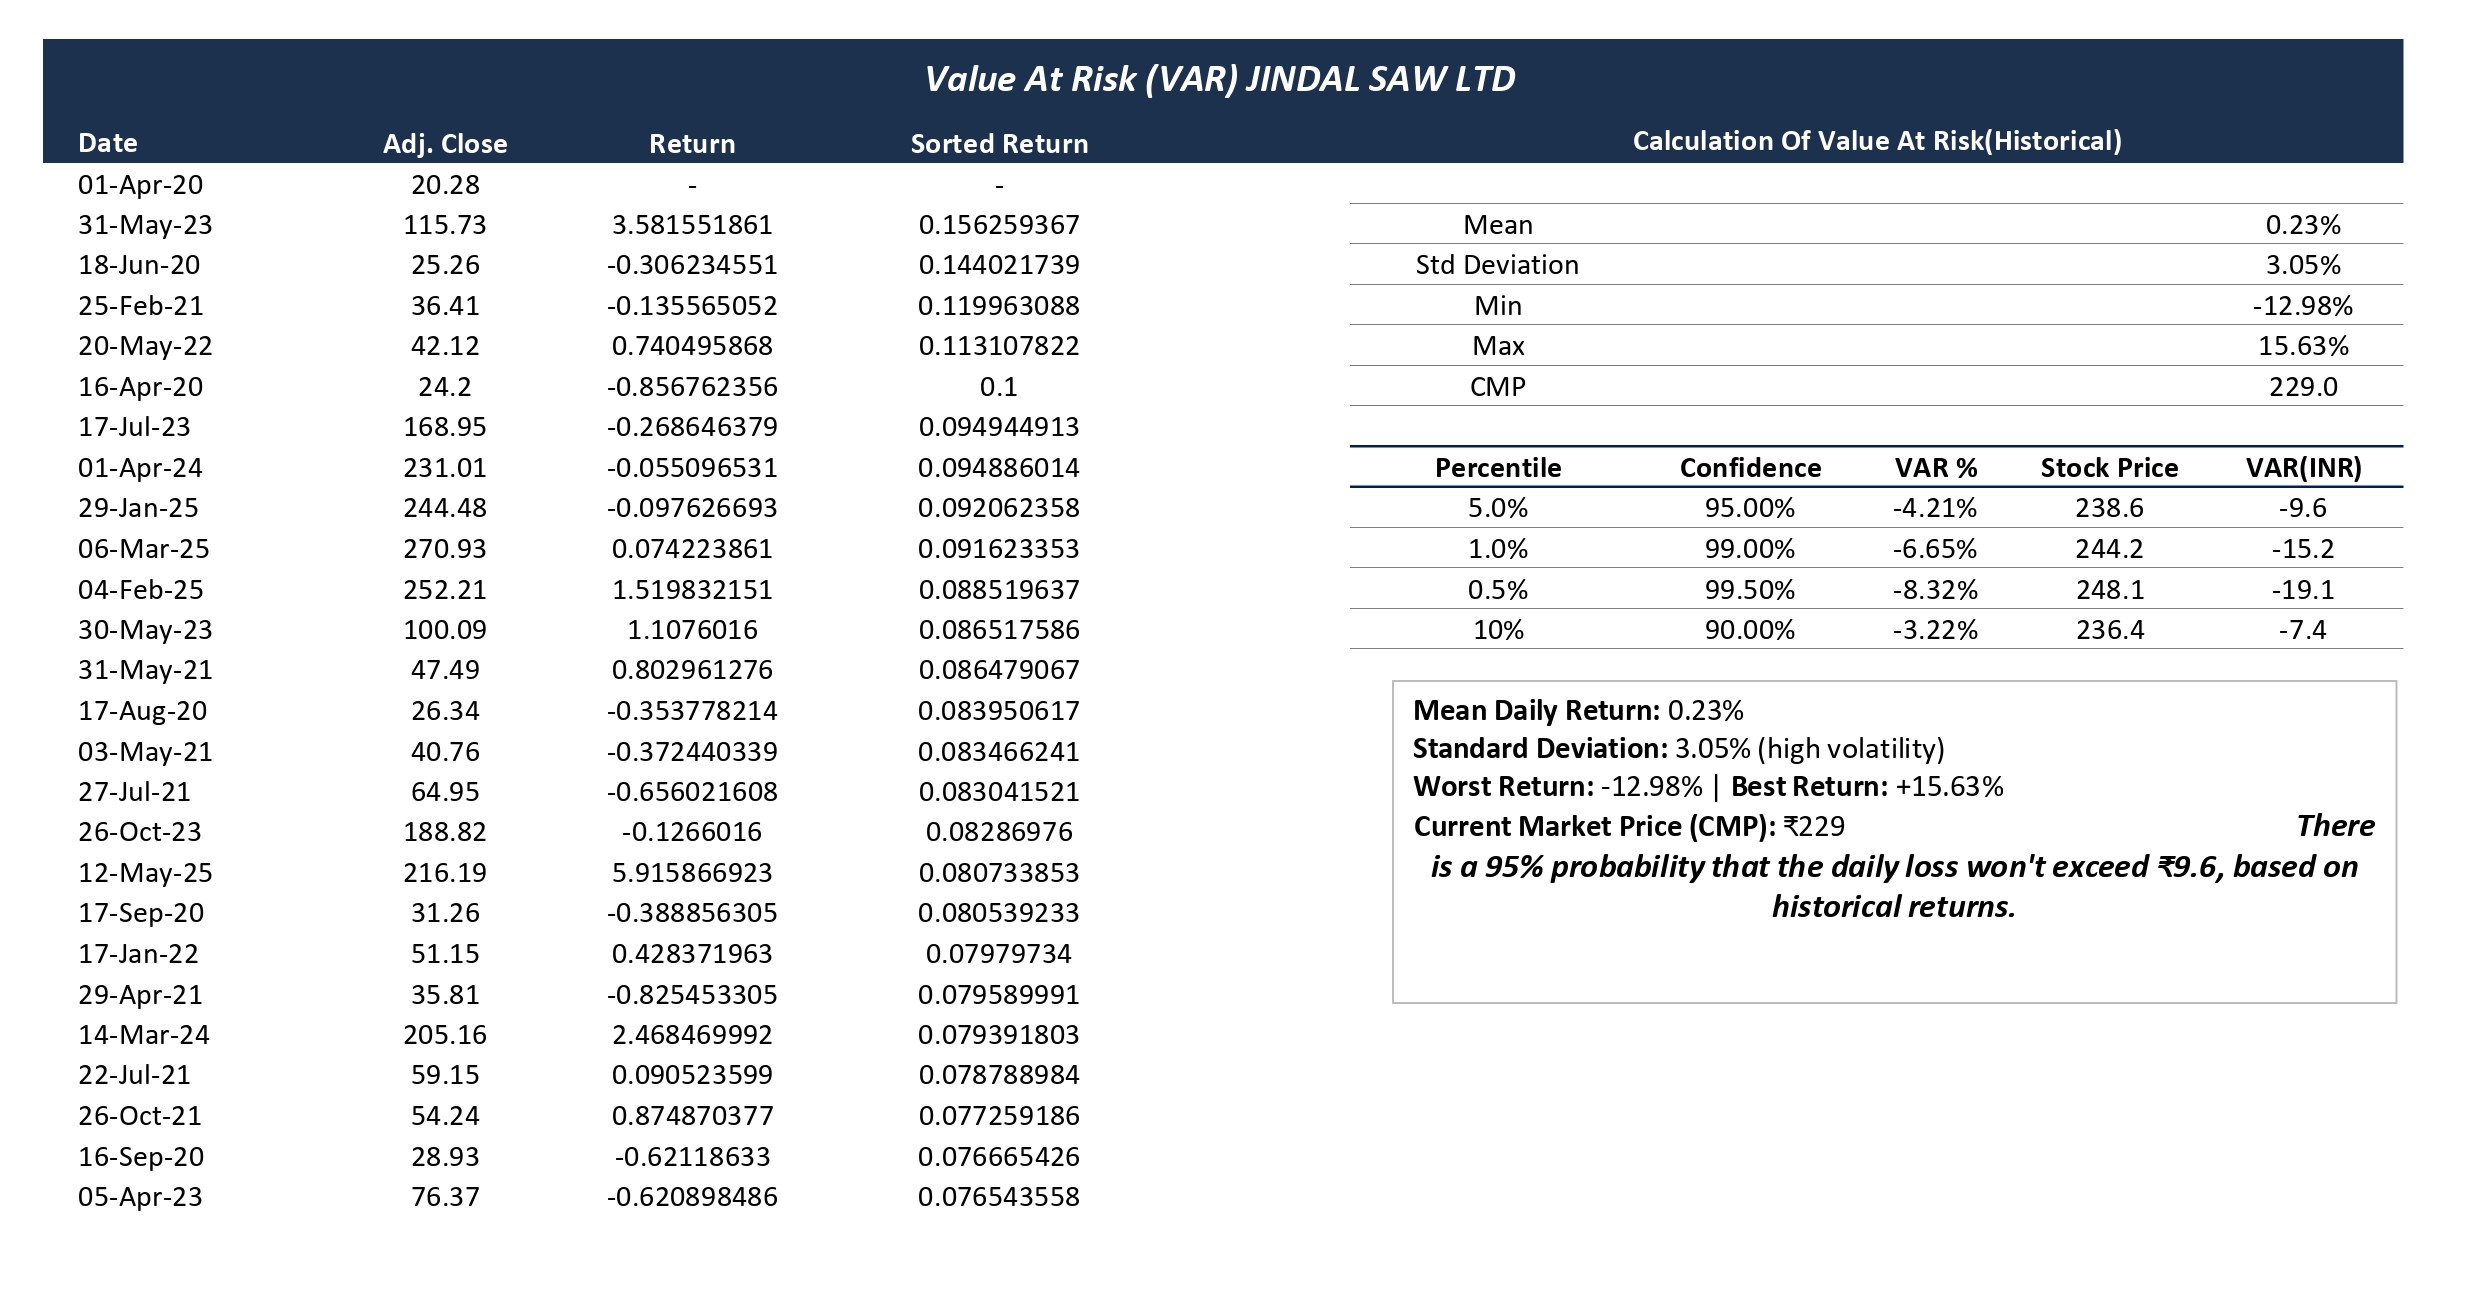 Value At Risk (VAR) JINDAL SAW LTD
Date Adj. Close Return Sorted Return Calculation Of Value At Risk(Historical)
01-Apr-20 20.28 - -
31-May-23 115.73 3.581551861 0.156259367 Mean 0.23%
18-Jun-20 25.26 -0.306234551 0.144021739 Std Deviation 3.05%
25-Feb-21 36.41 -0.135565052 0.119963088 Min -12.98%
20-May-22 42.12 0.740495868 0.113107822 Max 15.63%
16-Apr-20 24.2 -0.856762356 0.1 CMP 229.0
17-Jul-23 168.95 -0.268646379 0.094944913
01-Apr-24 231.01 -0.055096531 0.094886014 Percentile Confidence VAR % Stock Price VAR(INR)
29-Jan-25 244.48 -0.097626693 0.092062358 5.0% 95.00% -4.21% 238.6 -9.6
06-Mar-25 270.93 0.074223861 0.091623353 1.0% 99.00% -6.65% 244.2 -15.2
04-Feb-25 252.21 1.519832151 0.088519637 0.5% 99.50% -8.32% 248.1 -19.1
30-May-23 100.09 1.1076016 0.086517586 10% 90.00% -3.22% 236.4 -7.4
31-May-21 47.49 0.802961276 0.086479067
17-Aug-20 26.34 -0.353778214 0.083950617 Mean Daily Return: 0.23%
03-May-21 40.76 -0.372440339 0.083466241 Standard Deviation: 3.05% (high volatility)
27-Jul-21 64.95 -0.656021608 0.083041521 Worst Return: -12.98% | Best Return: +15.63%
26-Oct-23 188.82 -0.1266016 0.08286976 Current Market Price (CMP): ₹229 There
12-May-25 216.19 5.915866923 0.080733853 is a 95% probability that the daily loss won't exceed ₹9.6, based on
17-Sep-20 31.26 -0.388856305 0.080539233 historical returns.
17-Jan-22 51.15 0.428371963 0.07979734
29-Apr-21 35.81 -0.825453305 0.079589991
14-Mar-24 205.16 2.468469992 0.079391803
22-Jul-21 59.15 0.090523599 0.078788984
26-Oct-21 54.24 0.874870377 0.077259186
16-Sep-20 28.93 -0.62118633 0.076665426
05-Apr-23 76.37 -0.620898486 0.076543558